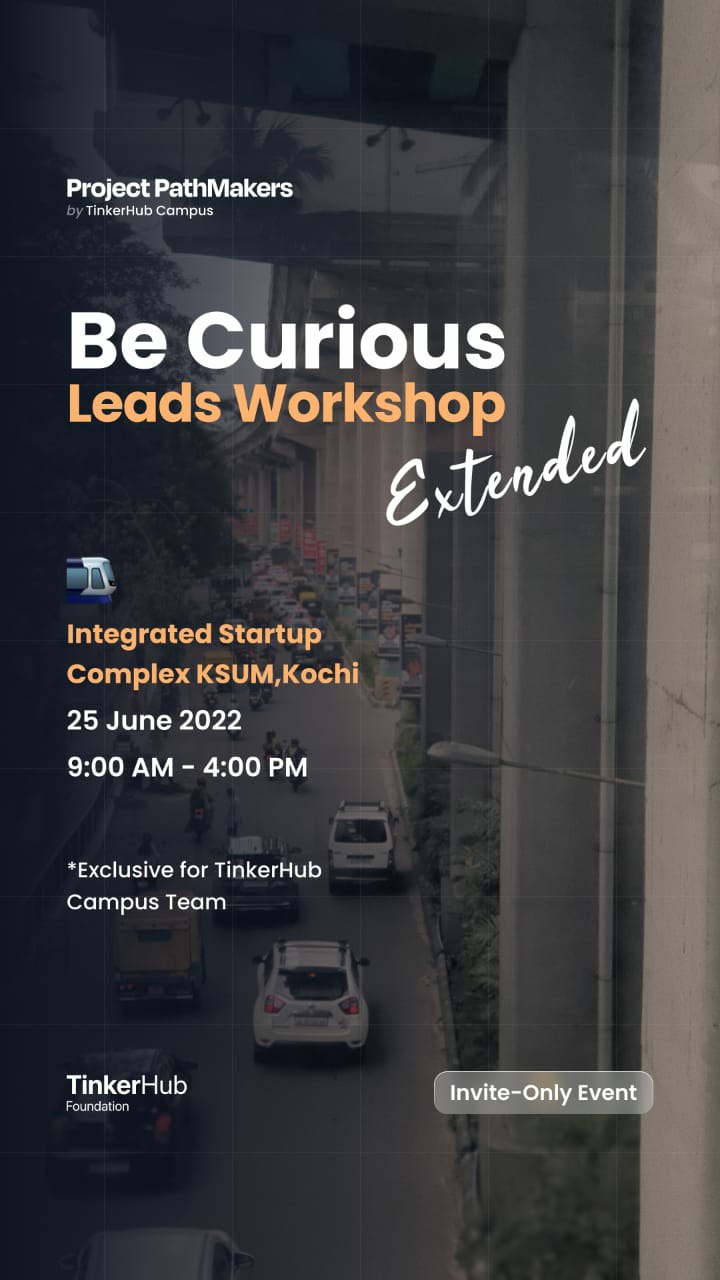 Project PathMakers
by TinkerHub Campus
Be Curious
Leads Workshop
Extended
Integrated Startup
Complex KSUM,Kochi
25 June 2022
9:00 AM - 4:00 PM
*Exclusive for TinkerHub
Campus Team
TinkerHub
Foundation
Invite-Only Event